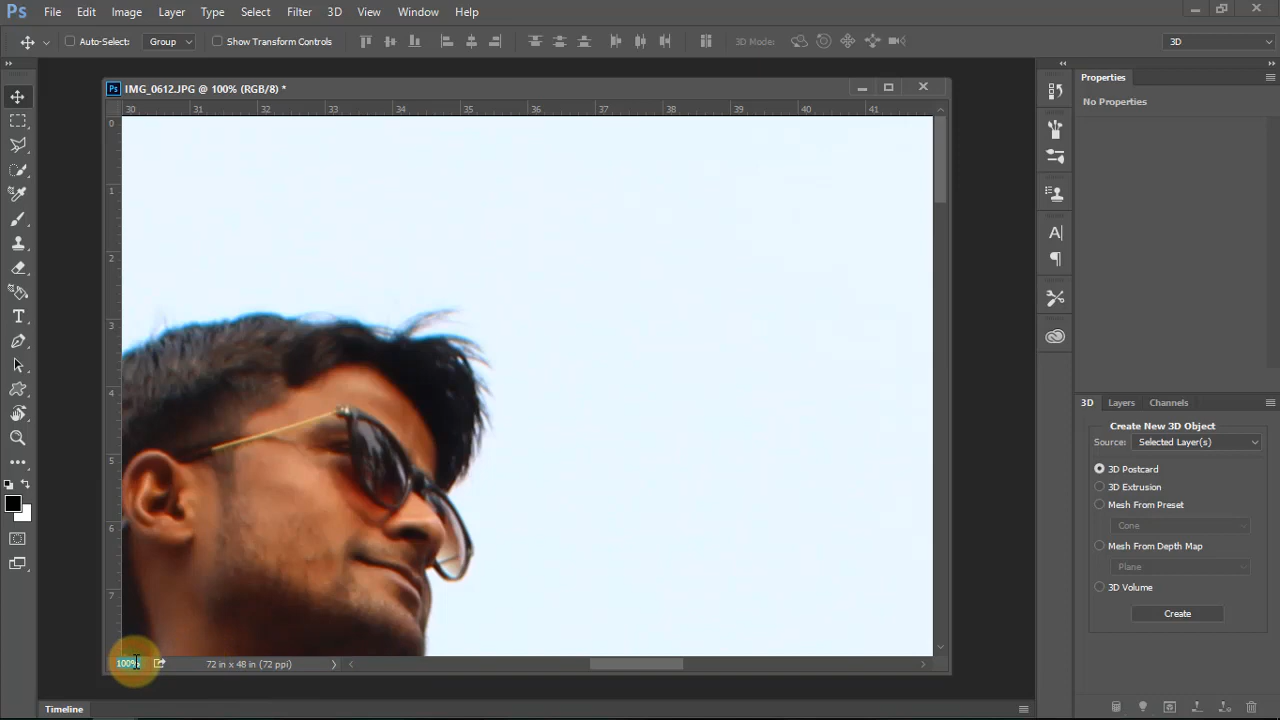 Ps File Edit Image Layer Type Select Filter 3D View Window Help
Auto-Select: Group Show Transform Controls 3D Mode: 3D
Ps IMG_0612.JPG @ 100% (RGB/8) *
30 31 32 33 34 35 36 37 38 39 40 41
0
1
2
3
4
5
6
7
100% 72 in x 48 in (72 ppi)
Timeline
Properties
No Properties
3D Layers Channels
Create New 3D Object
Source: Selected Layer(s)
3D Postcard
3D Extrusion
Mesh From Preset
Cone
Mesh From Depth Map
Plane
3D Volume
Create